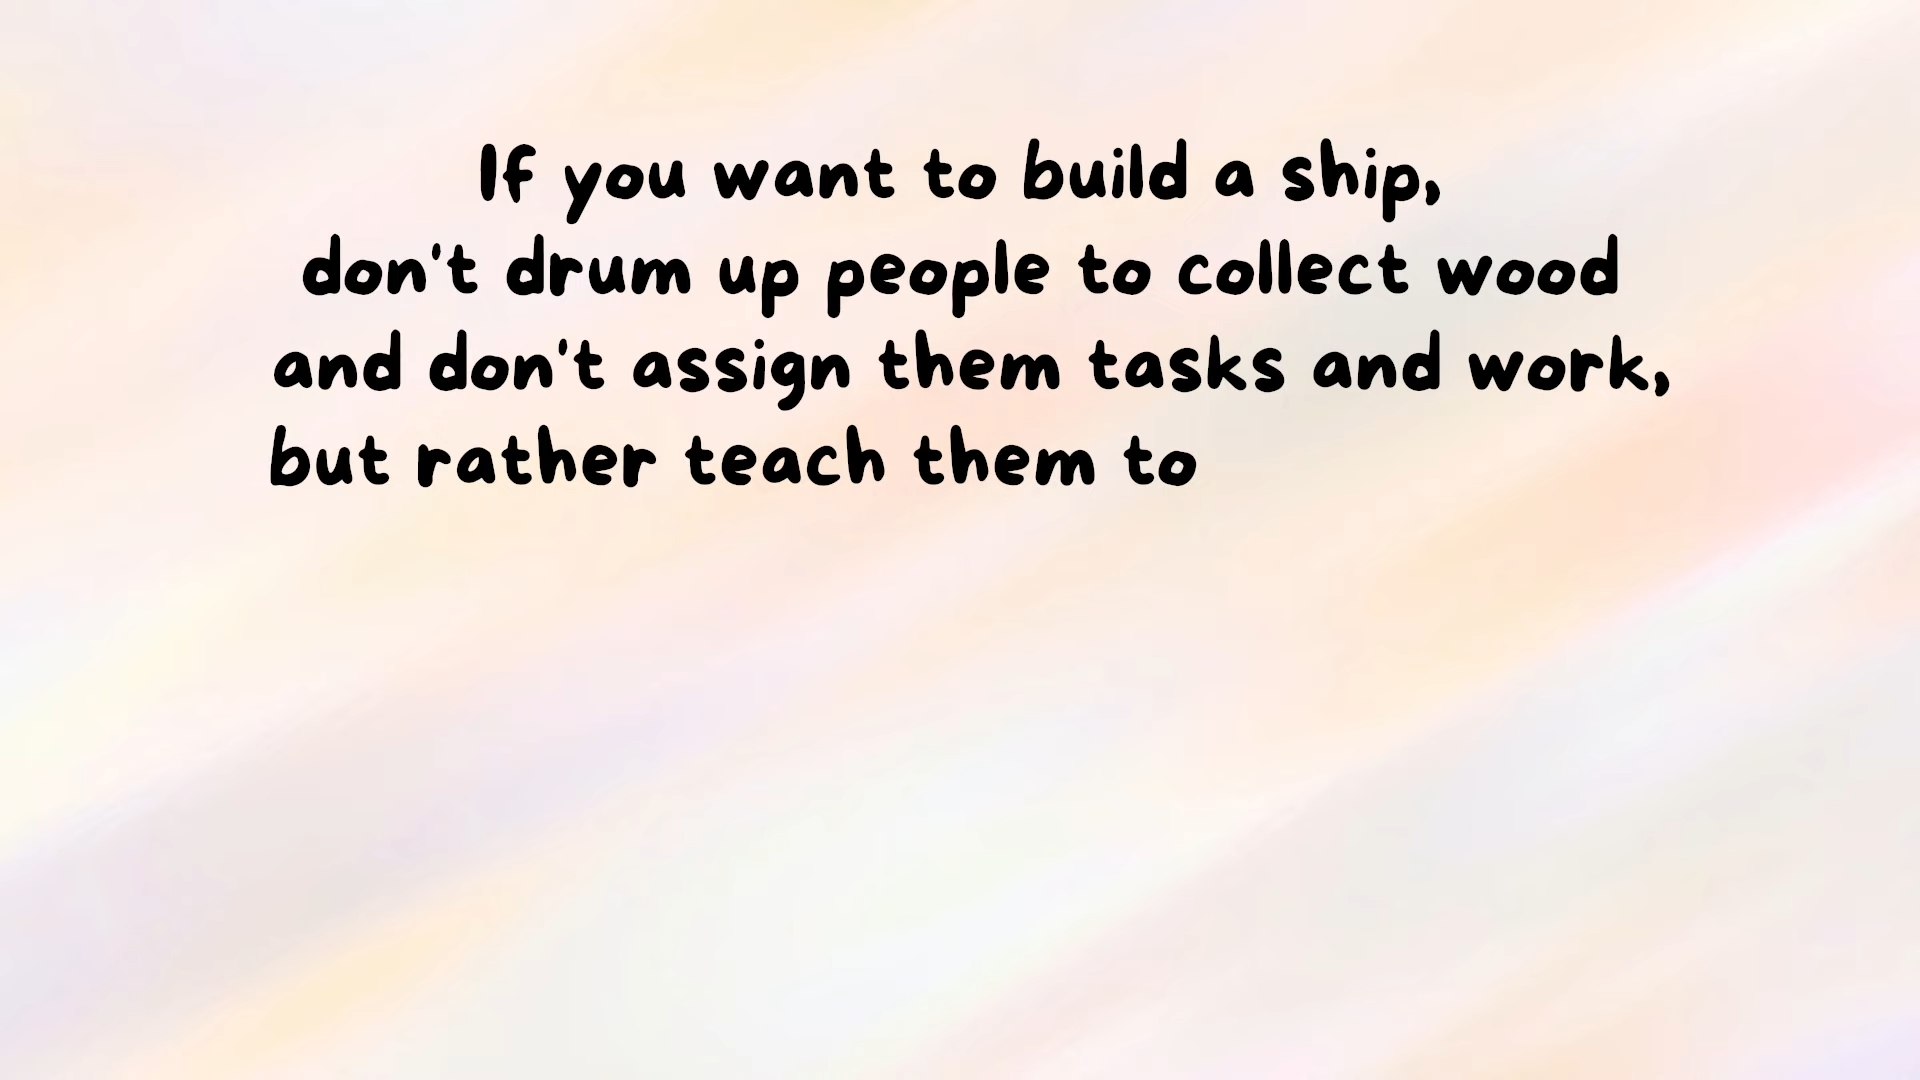 If you want to build a ship,
don't drum up people to collect wood
and don't assign them tasks and work,
but rather teach them to